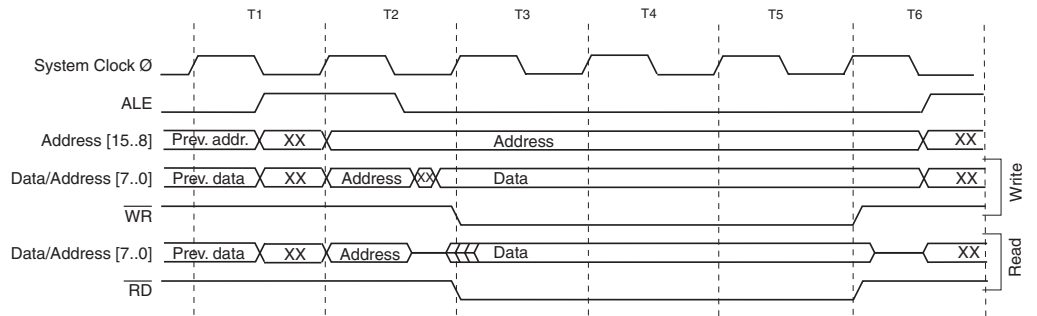 T1 T2 T3 T4 T5 T6
System Clock Ø
ALE
Address [15..8] Prev. addr. XX Address XX
Data/Address [7..0] Prev. data XX Address XX Data XX
WR
Write
Data/Address [7..0] Prev. data XX Address Data XX
RD
Read